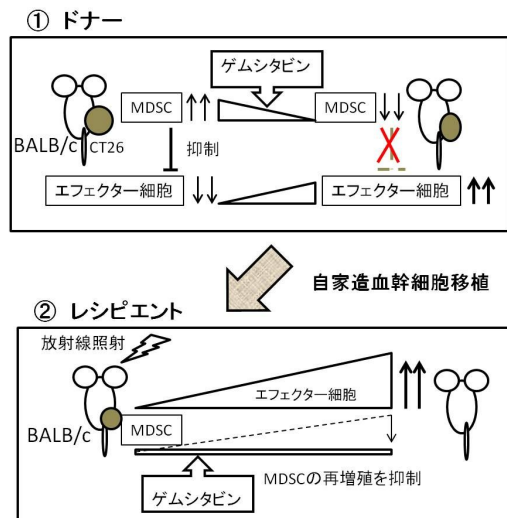 ① ドナー
ゲムシタビン
MDSC
MDSC
BALB/c
CT26
抑制
エフェクター細胞
エフェクター細胞
自家造血幹細胞移植
② レシピエント
放射線照射
エフェクター細胞
BALB/c
MDSC
MDSCの再増殖を抑制
ゲムシタビン